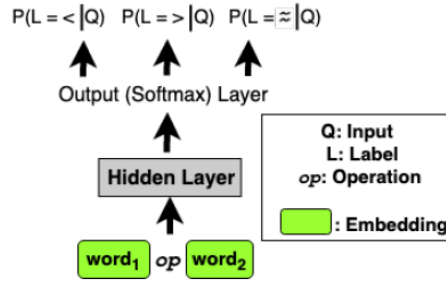 P(L = < |Q) P(L = > |Q) P(L = ≈ |Q)
Output (Softmax) Layer
Hidden Layer
word₁ op word₂
Q: Input
L: Label
op: Operation
: Embedding